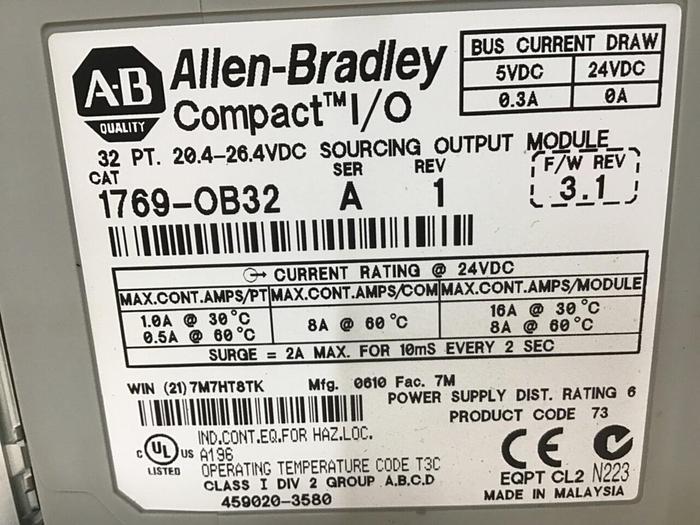 A·B
QUALITY
Allen-Bradley
Compact™ I/O
BUS CURRENT DRAW
5VDC 24VDC
0.3A 0A
32 PT. 20.4-26.4VDC SOURCING OUTPUT MODULE
CAT SER REV F/W REV
1769-OB32 A 1 3.1
CURRENT RATING @ 24VDC
MAX.CONT.AMPS/PT MAX.CONT.AMPS/COM MAX.CONT.AMPS/MODULE
1.0A @ 30°C 8A @ 60°C 16A @ 30°C
0.5A @ 60°C 8A @ 60°C
SURGE = 2A MAX. FOR 10mS EVERY 2 SEC
WIN (21) 7M7HT8TK Mfg. 0610 Fac. 7M
POWER SUPPLY DIST. RATING 6
PRODUCT CODE 73
C UL US LISTED
IND.CONT.EQ.FOR HAZ.LOC.
A196
OPERATING TEMPERATURE CODE T3C
CLASS I DIV 2 GROUP A,B,C,D
459020-3580
CE
EQPT CL2 N223
MADE IN MALAYSIA